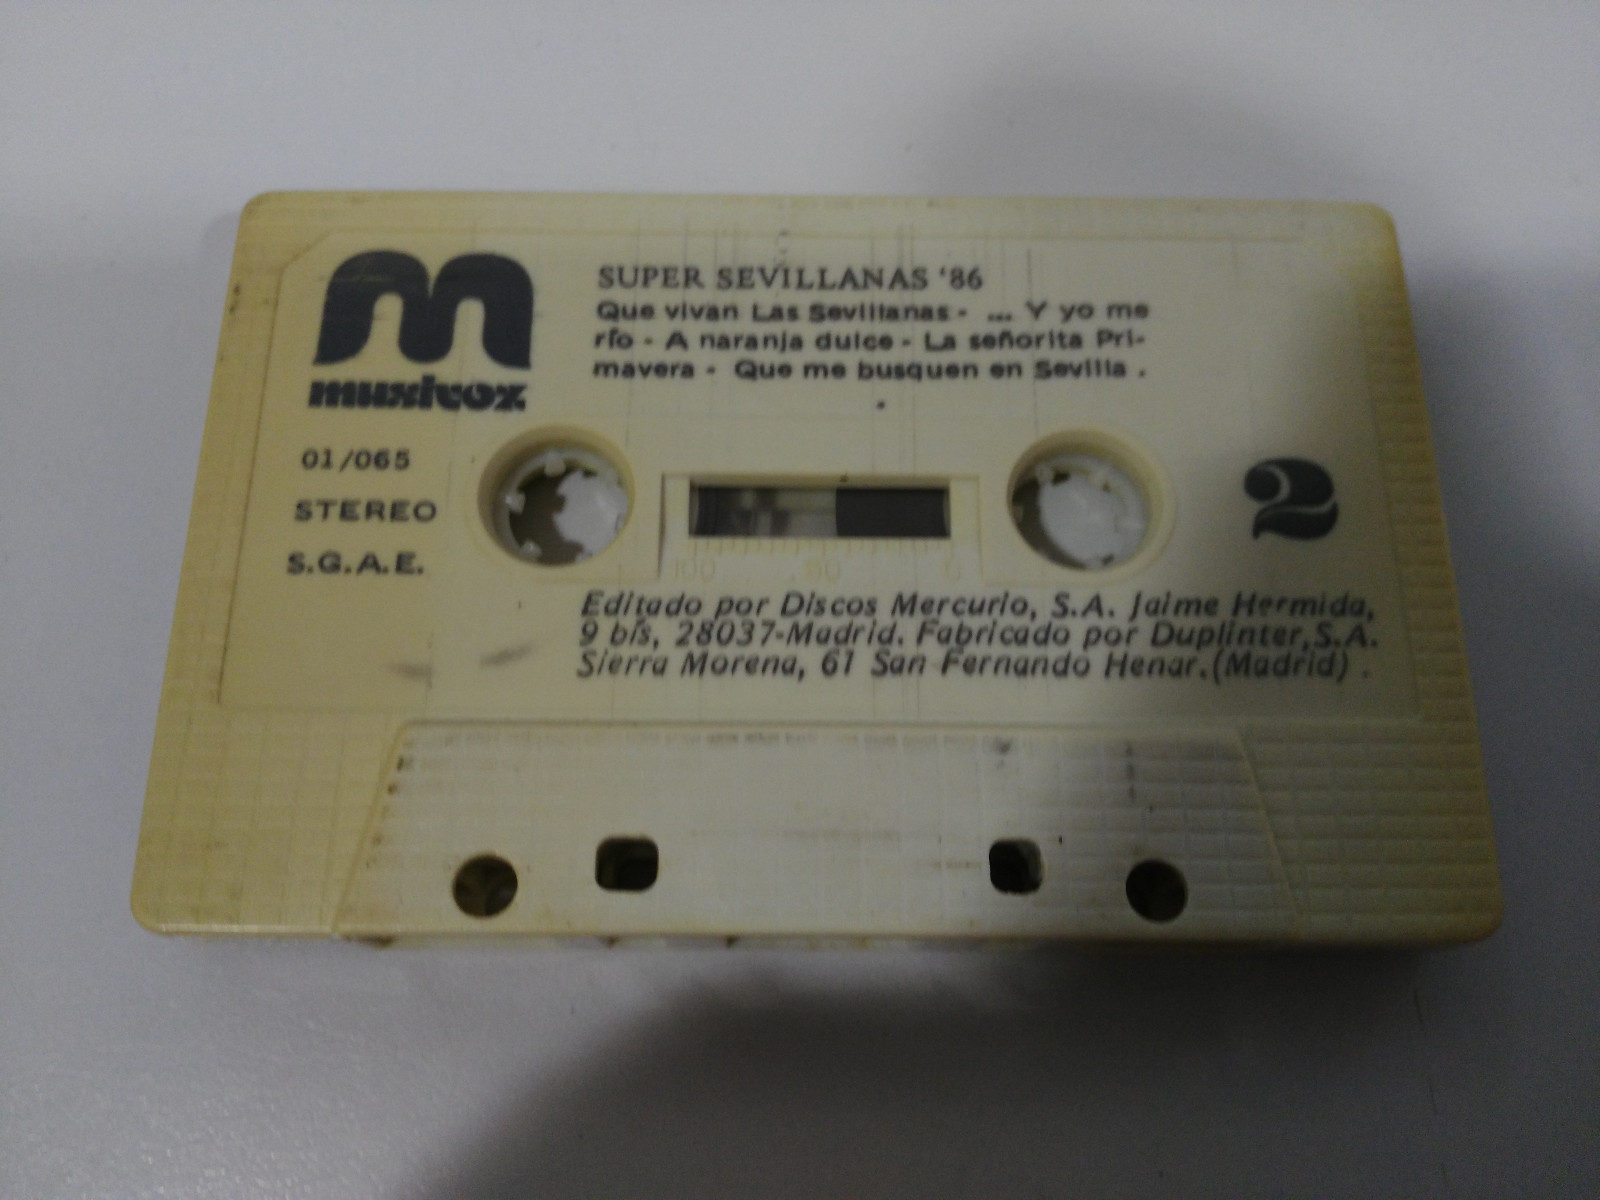 m
musivoz
01/065
STEREO
S.G.A.E.
SUPER SEVILLANAS '86
Que vivan Las Sevillanas - ... Y yo me
río - A naranja dulce - La señorita Pri-
mavera - Que me busquen en Sevilla .
2
100 50 0
Editado por Discos Mercurio, S.A. Jaime Hermida,
9 bis, 28037-Madrid. Fabricado por Duplinter,S.A.
Sierra Morena, 61 San Fernando Henar.(Madrid) .